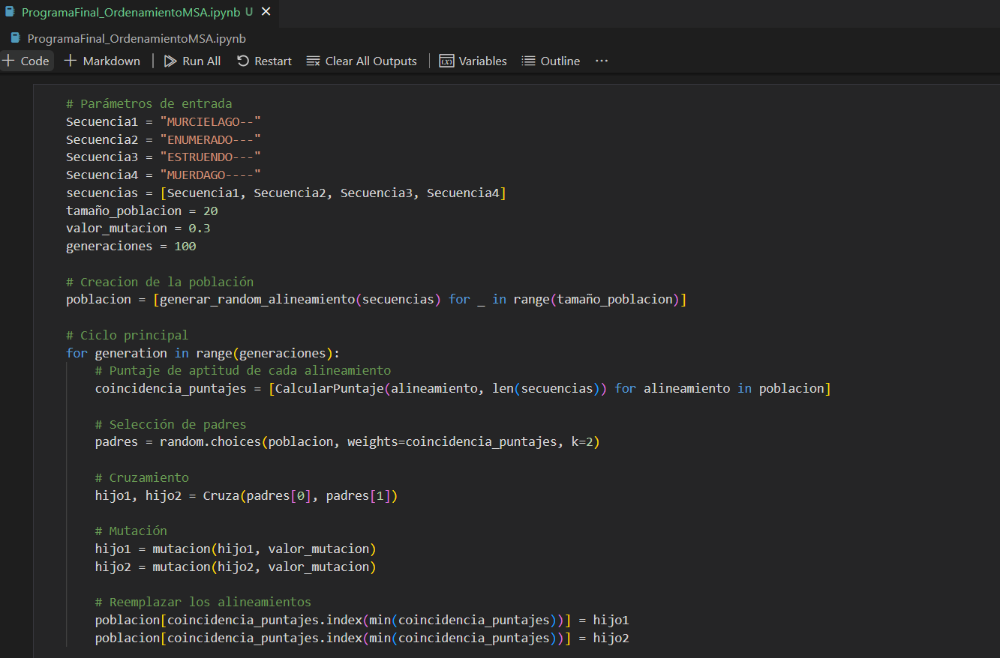 ProgramaFinal_OrdenamientoMSA.ipynb U
ProgramaFinal_OrdenamientoMSA.ipynb
Code Markdown Run All Restart Clear All Outputs Variables Outline ...
# Parámetros de entrada
Secuencia1 = "MURCIELAGO--"
Secuencia2 = "ENUMERADO---"
Secuencia3 = "ESTRUENDO---"
Secuencia4 = "MUERDAGO----"
secuencias = [Secuencia1, Secuencia2, Secuencia3, Secuencia4]
tamaño_poblacion = 20
valor_mutacion = 0.3
generaciones = 100
# Creacion de la población
poblacion = [generar_random_alineamiento(secuencias) for _ in range(tamaño_poblacion)]
# Ciclo principal
for generation in range(generaciones):
# Puntaje de aptitud de cada alineamiento
coincidencia_puntajes = [CalcularPuntaje(alineamiento, len(secuencias)) for alineamiento in poblacion]
# Selección de padres
padres = random.choices(poblacion, weights=coincidencia_puntajes, k=2)
# Cruzamiento
hijo1, hijo2 = Cruza(padres[0], padres[1])
# Mutación
hijo1 = mutacion(hijo1, valor_mutacion)
hijo2 = mutacion(hijo2, valor_mutacion)
# Reemplazar los alineamientos
poblacion[coincidencia_puntajes.index(min(coincidencia_puntajes))] = hijo1
poblacion[coincidencia_puntajes.index(min(coincidencia_puntajes))] = hijo2